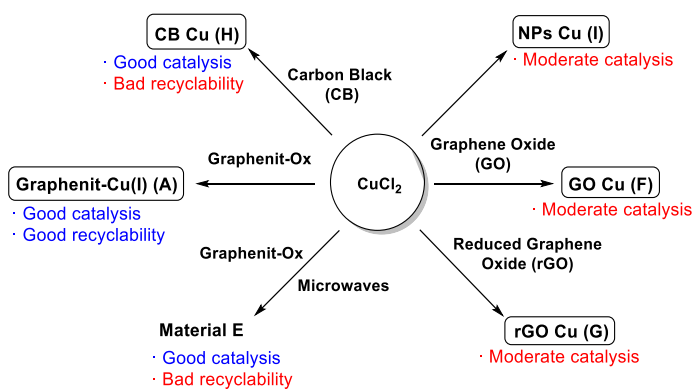 CB Cu (H)
· Good catalysis
· Bad recyclability
NPs Cu (I)
· Moderate catalysis
Carbon Black
(CB)
Graphene Oxide
(GO)
Graphenit-Ox
CuCl2
Graphenit-Cu(I) (A)
· Good catalysis
· Good recyclability
GO Cu (F)
· Moderate catalysis
Graphenit-Ox
Microwaves
Reduced Graphene
Oxide (rGO)
Material E
· Good catalysis
· Bad recyclability
rGO Cu (G)
· Moderate catalysis